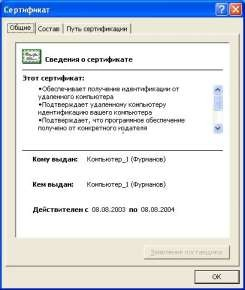 Сертификат
Общие Состав Путь сертификации
Сведения о сертификате
Этот сертификат:
•Обеспечивает получение идентификации от
удаленного компьютера
•Подтверждает удаленному компьютеру
идентификацию вашего компьютера
•Подтверждает, что программное обеспечение
получено от конкретного издателя
Кому выдан: Компьютер_1 (Фурманов)
Кем выдан: Компьютер_1 (Фурманов)
Действителен с 08.08.2003 по 08.08.2004
Заявление поставщика
ОК